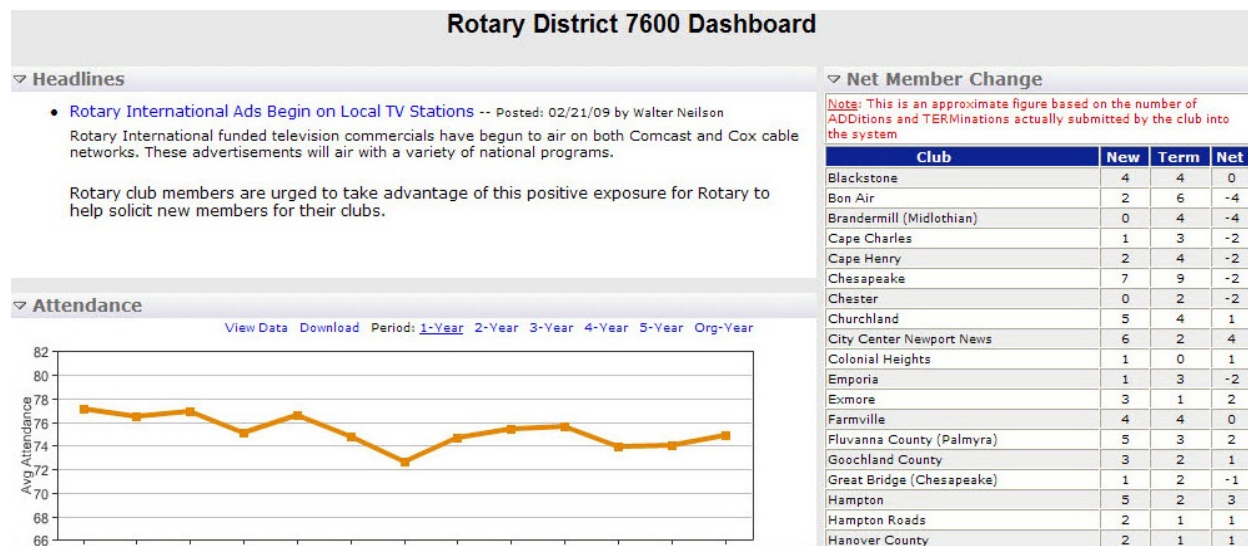 Rotary District 7600 Dashboard
Headlines
Rotary International Ads Begin on Local TV Stations -- Posted: 02/21/09 by Walter Neilson
Rotary International funded television commercials have begun to air on both Comcast and Cox cable
networks. These advertisements will air with a variety of national programs.
Rotary club members are urged to take advantage of this positive exposure for Rotary to
help solicit new members for their clubs.
Attendance
View Data Download Period: 1-Year 2-Year 3-Year 4-Year 5-Year Org-Year
Avg Attendance
82
80
78
76
74
72
70
68
66
Net Member Change
Note: This is an approximate figure based on the number of
ADDitions and TERMinations actually submitted by the club into
the system
Club New Term Net
Blackstone 4 4 0
Bon Air 2 6 -4
Brandermill (Midlothian) 0 4 -4
Cape Charles 1 3 -2
Cape Henry 2 4 -2
Chesapeake 7 9 -2
Chester 0 2 -2
Churchland 5 4 1
City Center Newport News 6 2 4
Colonial Heights 1 0 1
Emporia 1 3 -2
Exmore 3 1 2
Farmville 4 4 0
Fluvanna County (Palmyra) 5 3 2
Goochland County 3 2 1
Great Bridge (Chesapeake) 1 2 -1
Hampton 5 2 3
Hampton Roads 2 1 1
Hanover County 2 1 1